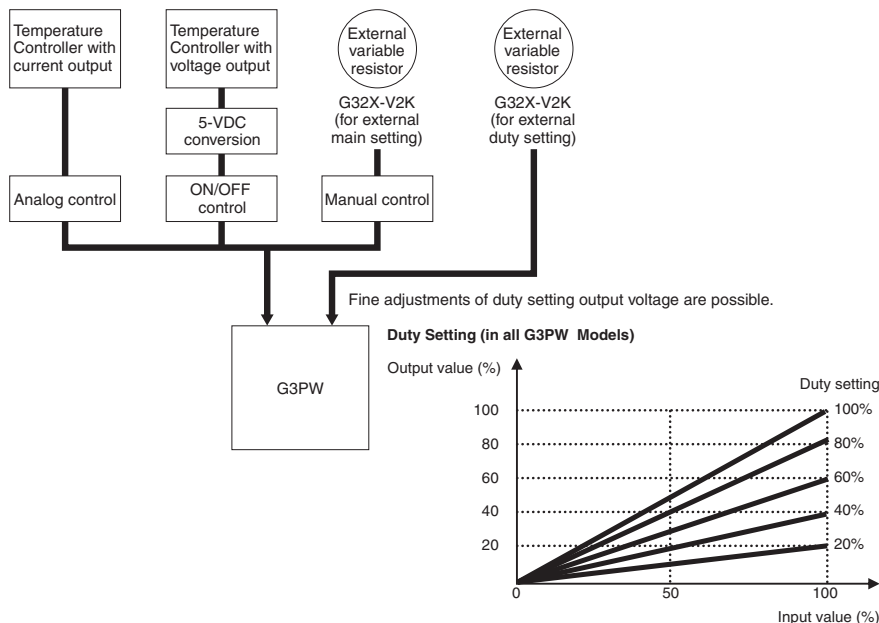 Temperature
Controller with
current output
Temperature
Controller with
voltage output
External
variable
resistor
External
variable
resistor
G32X-V2K
(for external
main setting)
G32X-V2K
(for external
duty setting)
5-VDC
conversion
Analog control
ON/OFF
control
Manual control
Fine adjustments of duty setting output voltage are possible.
G3PW
Duty Setting (in all G3PW Models)
Output value (%)
Duty setting
100
80
60
40
20
100%
80%
60%
40%
20%
0
50
100
Input value (%)